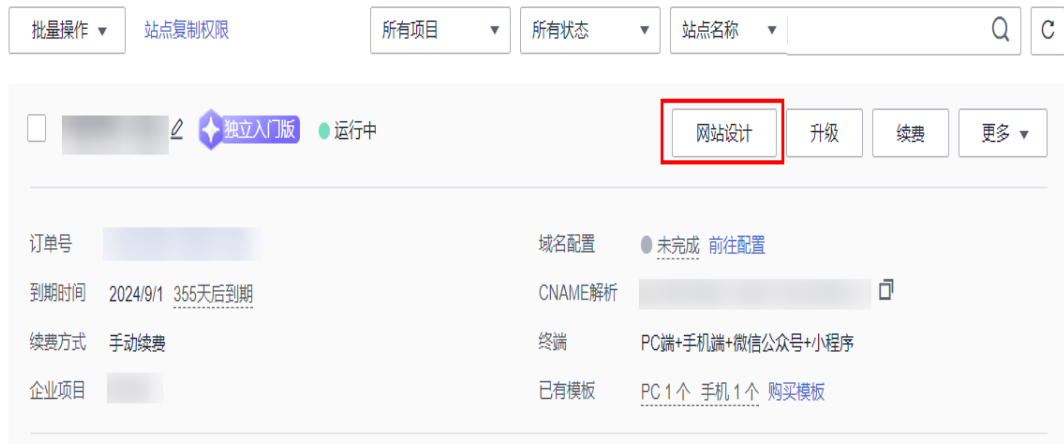 批量操作 站点复制权限 所有项目 所有状态 站点名称
独立入门版 运行中 网站设计 升级 续费 更多
订单号 域名配置 未完成 前往配置
到期时间 2024/9/1 355天后到期 CNAME解析
续费方式 手动续费 终端 PC端+手机端+微信公众号+小程序
企业项目 已有模板 PC 1 个 手机 1 个 购买模板